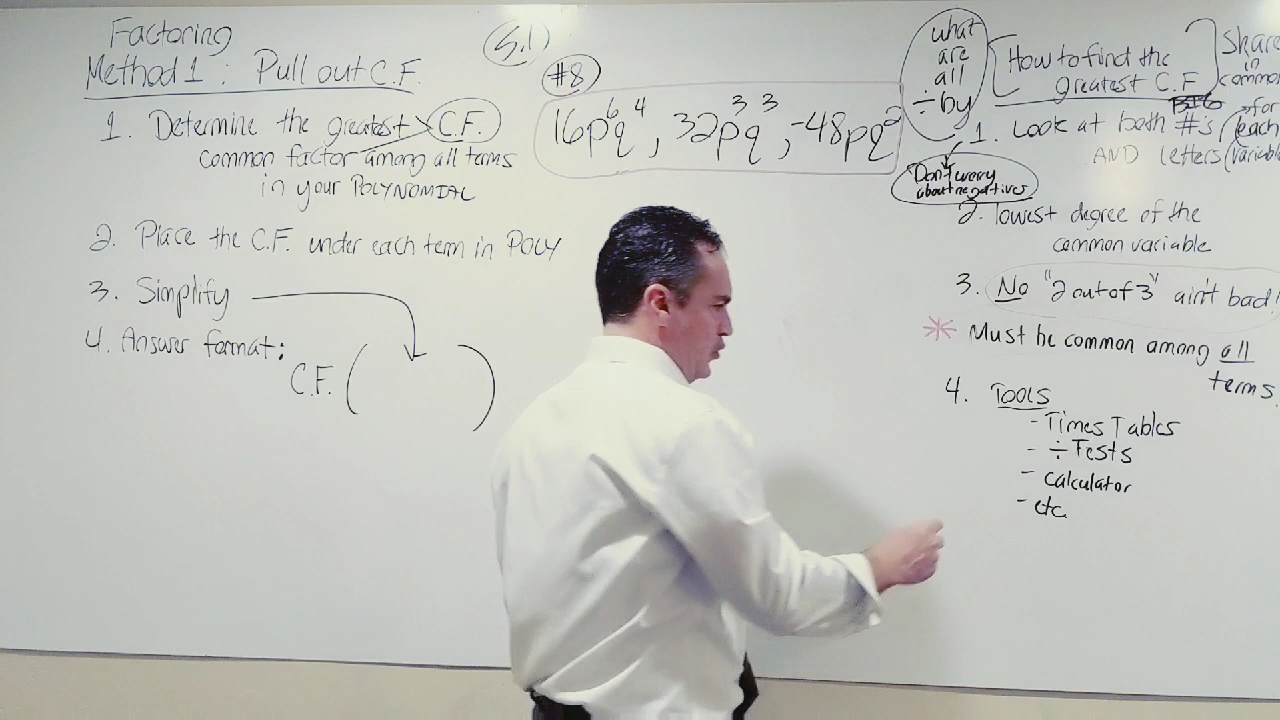 Factoring
Method 1: Pull out C.F.
1. Determine the greatest C.F.
common factor among all terms
in your POLYNOMIAL
2. Place the C.F. under each term in POLY
3. Simplify
4. Answer format:
C.F. ( )
5.1
#8
16p⁶q⁴, 32p³q³, -48pq²
what
are
all
÷ by
How to find the
greatest C.F
BIG
Share
in
common
1. Look at both #'s
AND letters
for
each
variable
Don't worry
about negatives
2. lowest degree of the
common variable
3. No "2 out of 3" ain't bad!
* Must be common among all
terms.
4. TOOLS
- Times Tables
- ÷ Tests
- calculator
- etc